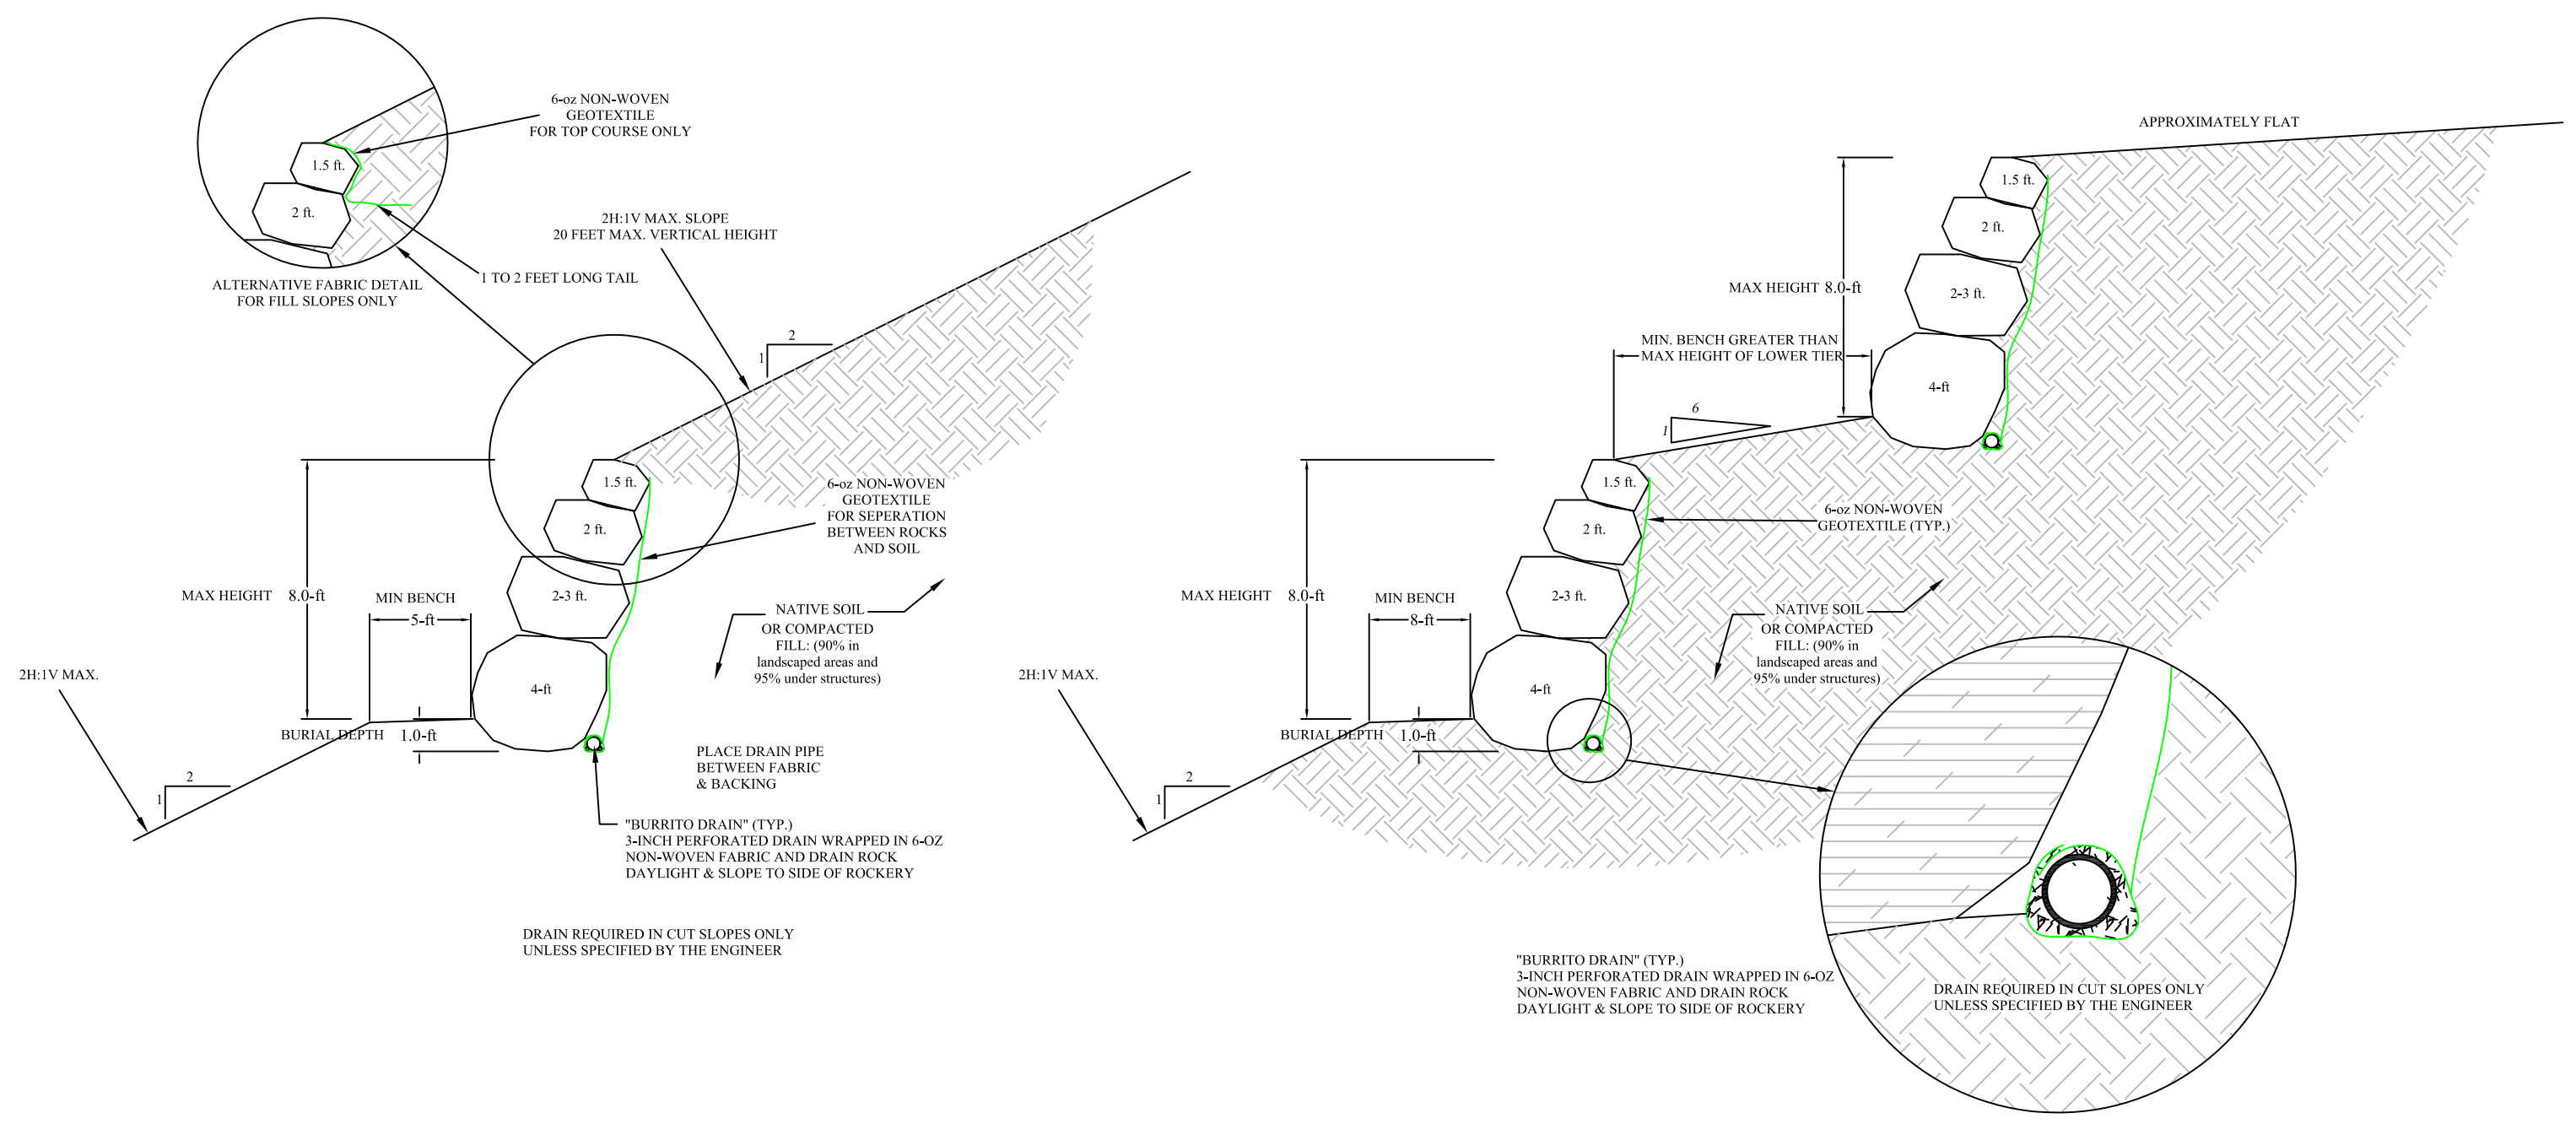 6-oz NON-WOVEN
GEOTEXTILE
FOR TOP COURSE ONLY
1.5 ft.
2 ft.
1 TO 2 FEET LONG TAIL
ALTERNATIVE FABRIC DETAIL
FOR FILL SLOPES ONLY
2H:1V MAX. SLOPE
20 FEET MAX. VERTICAL HEIGHT
2
1
1.5 ft.
2 ft.
2-3 ft.
4-ft
6-oz NON-WOVEN
GEOTEXTILE
FOR SEPERATION
BETWEEN ROCKS
AND SOIL
MAX HEIGHT 8.0-ft
MIN BENCH
5-ft
NATIVE SOIL
OR COMPACTED
FILL: (90% in
landscaped areas and
95% under structures)
2H:1V MAX.
BURIAL DEPTH 1.0-ft
2
1
PLACE DRAIN PIPE
BETWEEN FABRIC
& BACKING
"BURRITO DRAIN" (TYP.)
3-INCH PERFORATED DRAIN WRAPPED IN 6-OZ
NON-WOVEN FABRIC AND DRAIN ROCK
DAYLIGHT & SLOPE TO SIDE OF ROCKERY
DRAIN REQUIRED IN CUT SLOPES ONLY
UNLESS SPECIFIED BY THE ENGINEER
APPROXIMATELY FLAT
1.5 ft.
2 ft.
2-3 ft.
4-ft
MAX HEIGHT 8.0-ft
MIN. BENCH GREATER THAN
MAX HEIGHT OF LOWER TIER
6
1
1.5 ft.
2 ft.
2-3 ft.
4-ft
6-oz NON-WOVEN
GEOTEXTILE (TYP.)
MAX HEIGHT 8.0-ft
MIN BENCH
8-ft
NATIVE SOIL
OR COMPACTED
FILL: (90% in
landscaped areas and
95% under structures)
2H:1V MAX.
BURIAL DEPTH 1.0-ft
2
1
"BURRITO DRAIN" (TYP.)
3-INCH PERFORATED DRAIN WRAPPED IN 6-OZ
NON-WOVEN FABRIC AND DRAIN ROCK
DAYLIGHT & SLOPE TO SIDE OF ROCKERY
DRAIN REQUIRED IN CUT SLOPES ONLY
UNLESS SPECIFIED BY THE ENGINEER